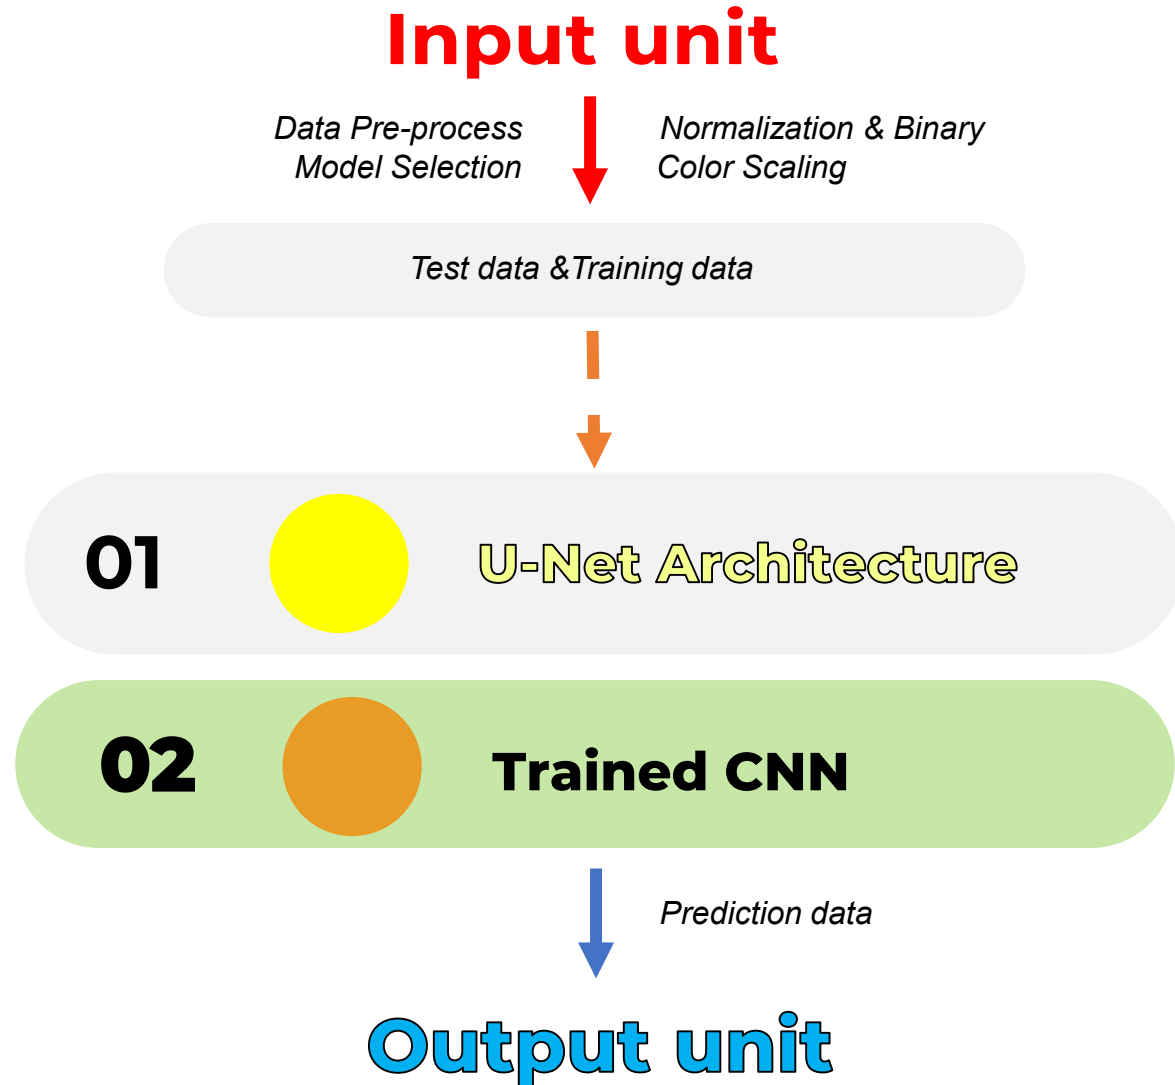 Input unit
Data Pre-process
Model Selection
Normalization & Binary
Color Scaling
Test data &Training data
01
U-Net Architecture
02
Trained CNN
Prediction data
Output unit